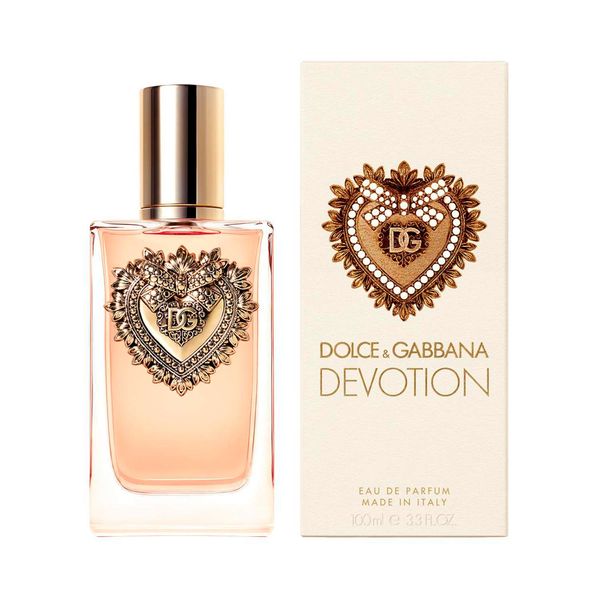 DG
DG
DOLCE & GABBANA
DEVOTION
EAU DE PARFUM
MADE IN ITALY
100ml e 3.3 FL.OZ.